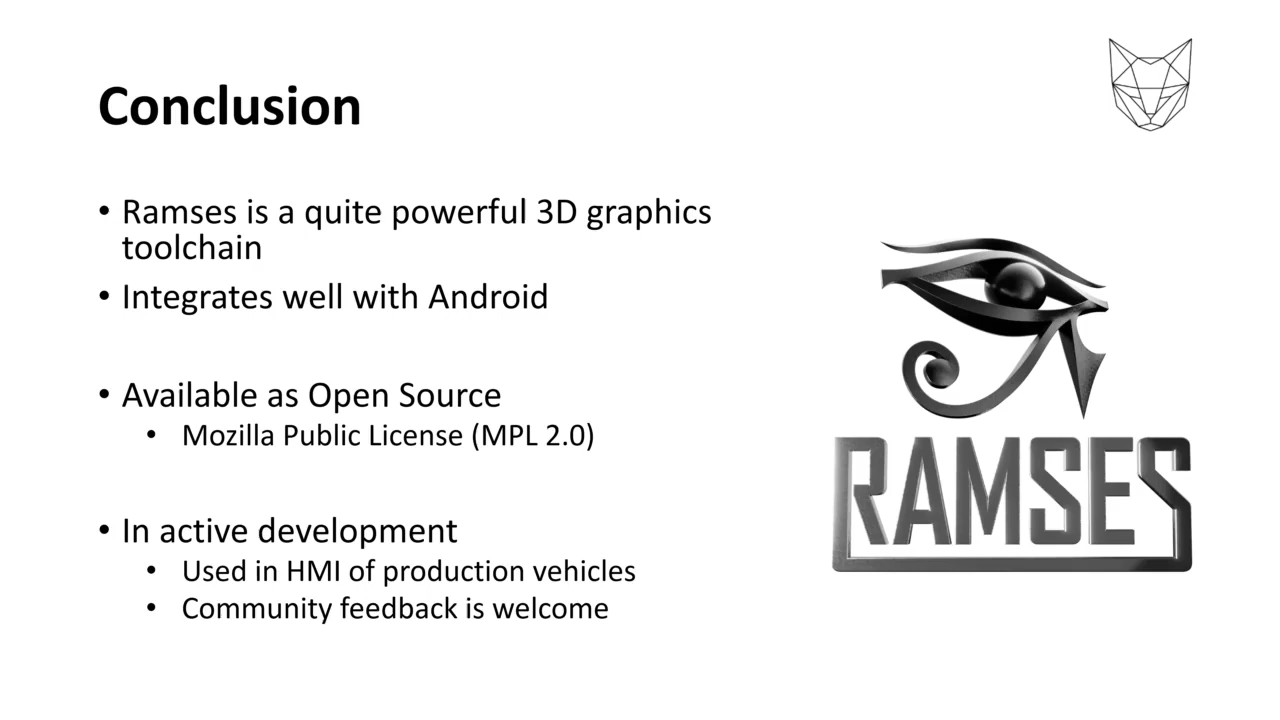 Conclusion
• Ramses is a quite powerful 3D graphics
toolchain
• Integrates well with Android
• Available as Open Source
• Mozilla Public License (MPL 2.0)
• In active development
• Used in HMI of production vehicles
• Community feedback is welcome
RAMSES